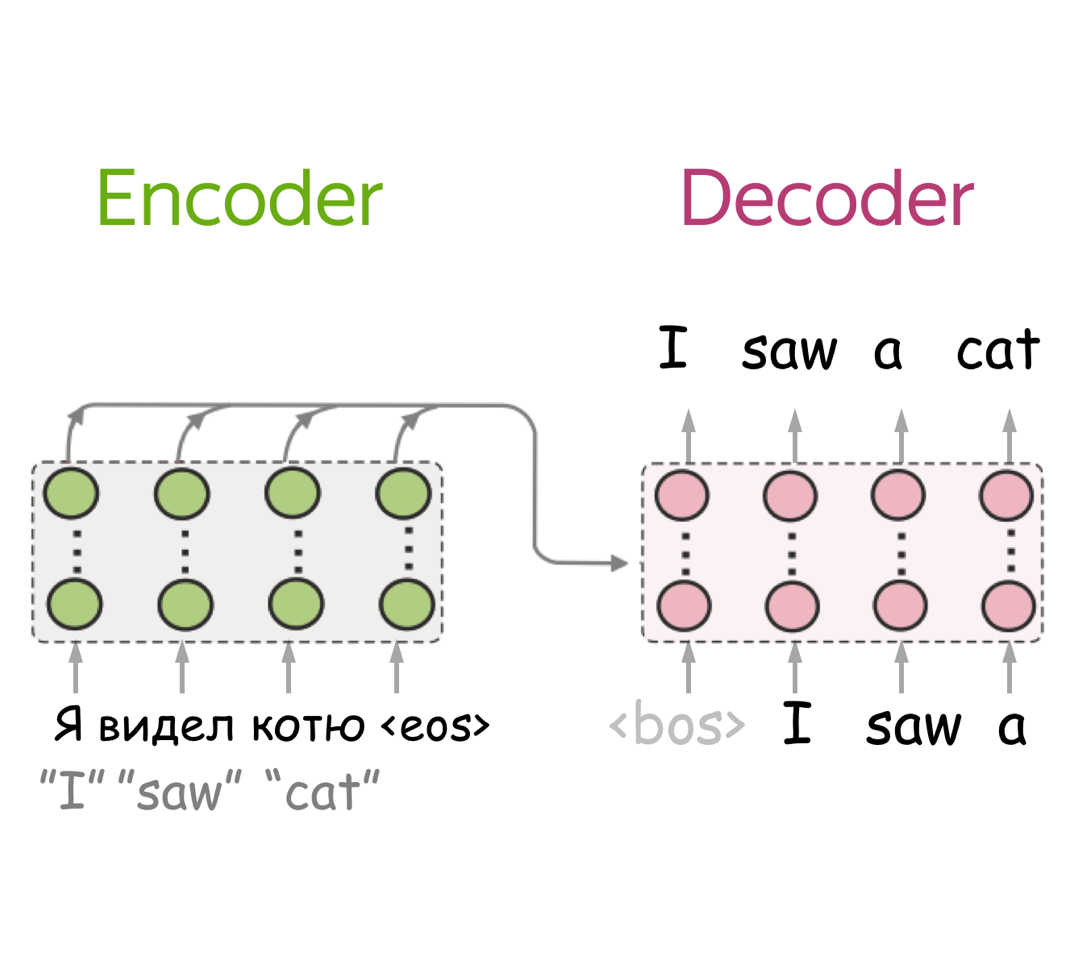 Encoder
Decoder
I saw a cat
Я видел котю <eos>
"I" "saw" “cat"
<bos> I saw a